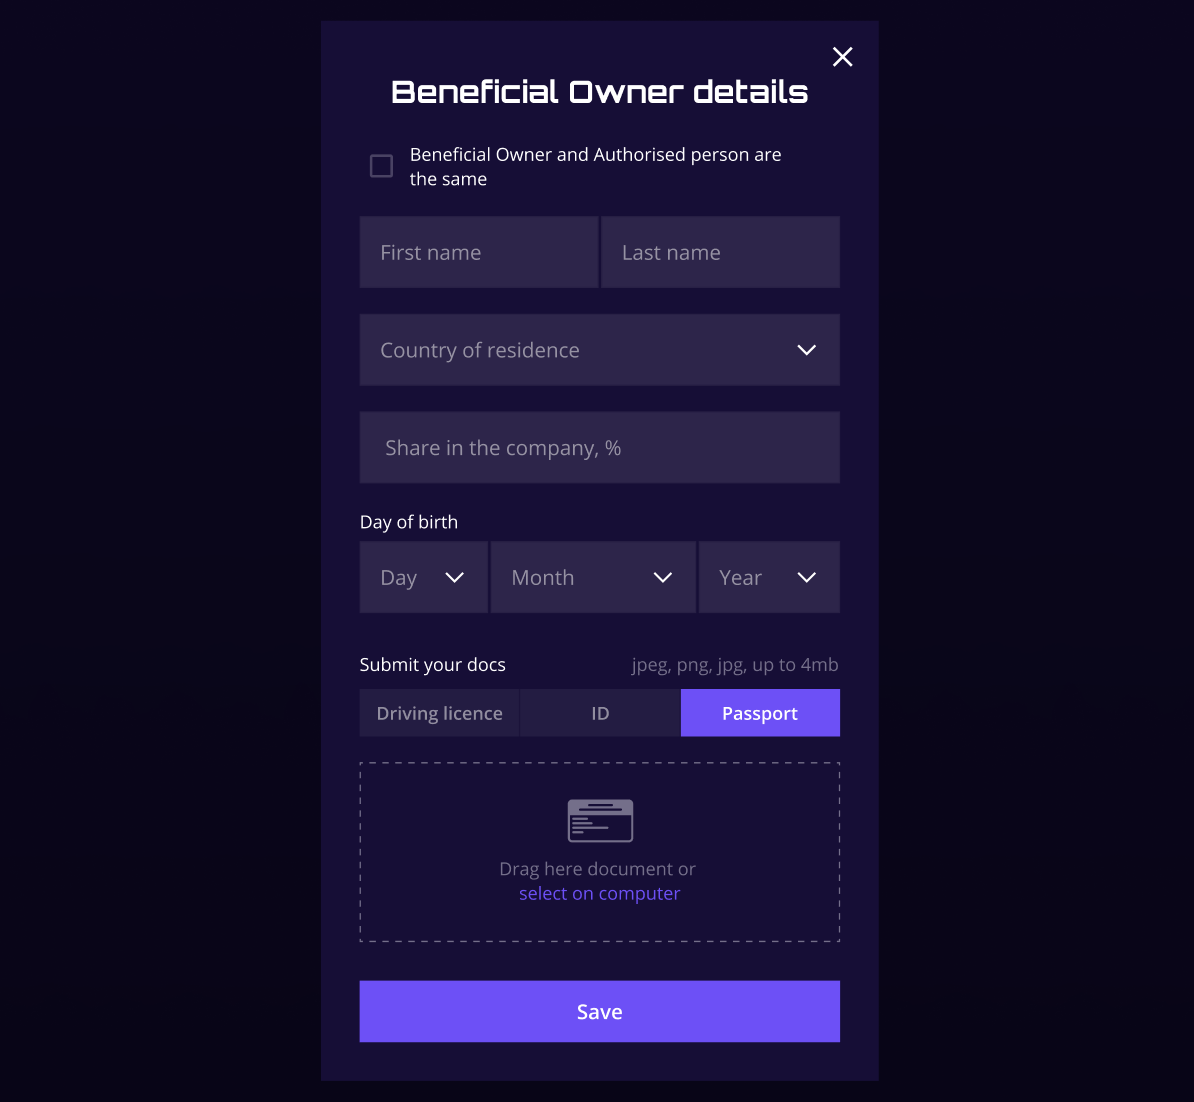 Beneficial Owner details
Beneficial Owner and Authorised person are
the same
First name
Last name
Country of residence
Share in the company, %
Day of birth
Day
Month
Year
Submit your docs
jpeg, png, jpg, up to 4mb
Driving licence
ID
Passport
Drag here document or
select on computer
Save